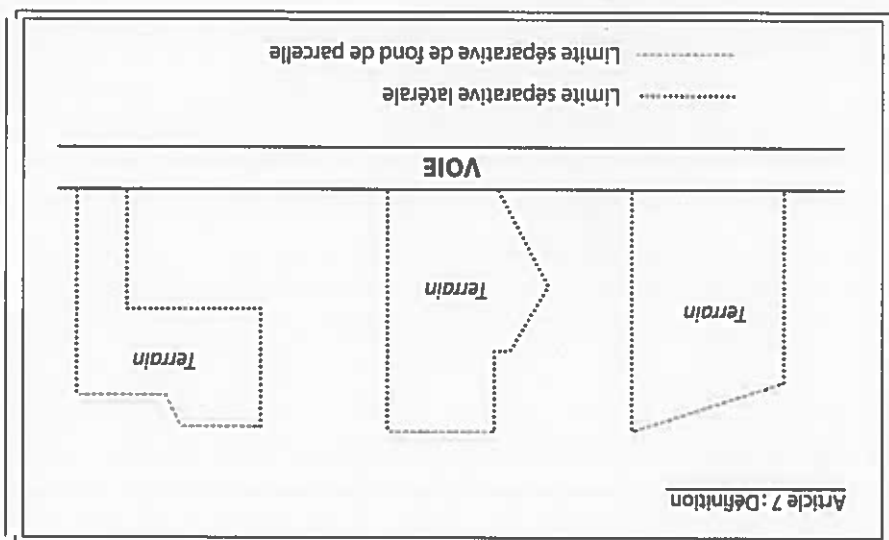 Article 7 : Définition
Terrain
Terrain
Terrain
VOIE
Limite séparative latérale
Limite séparative de fond de parcelle